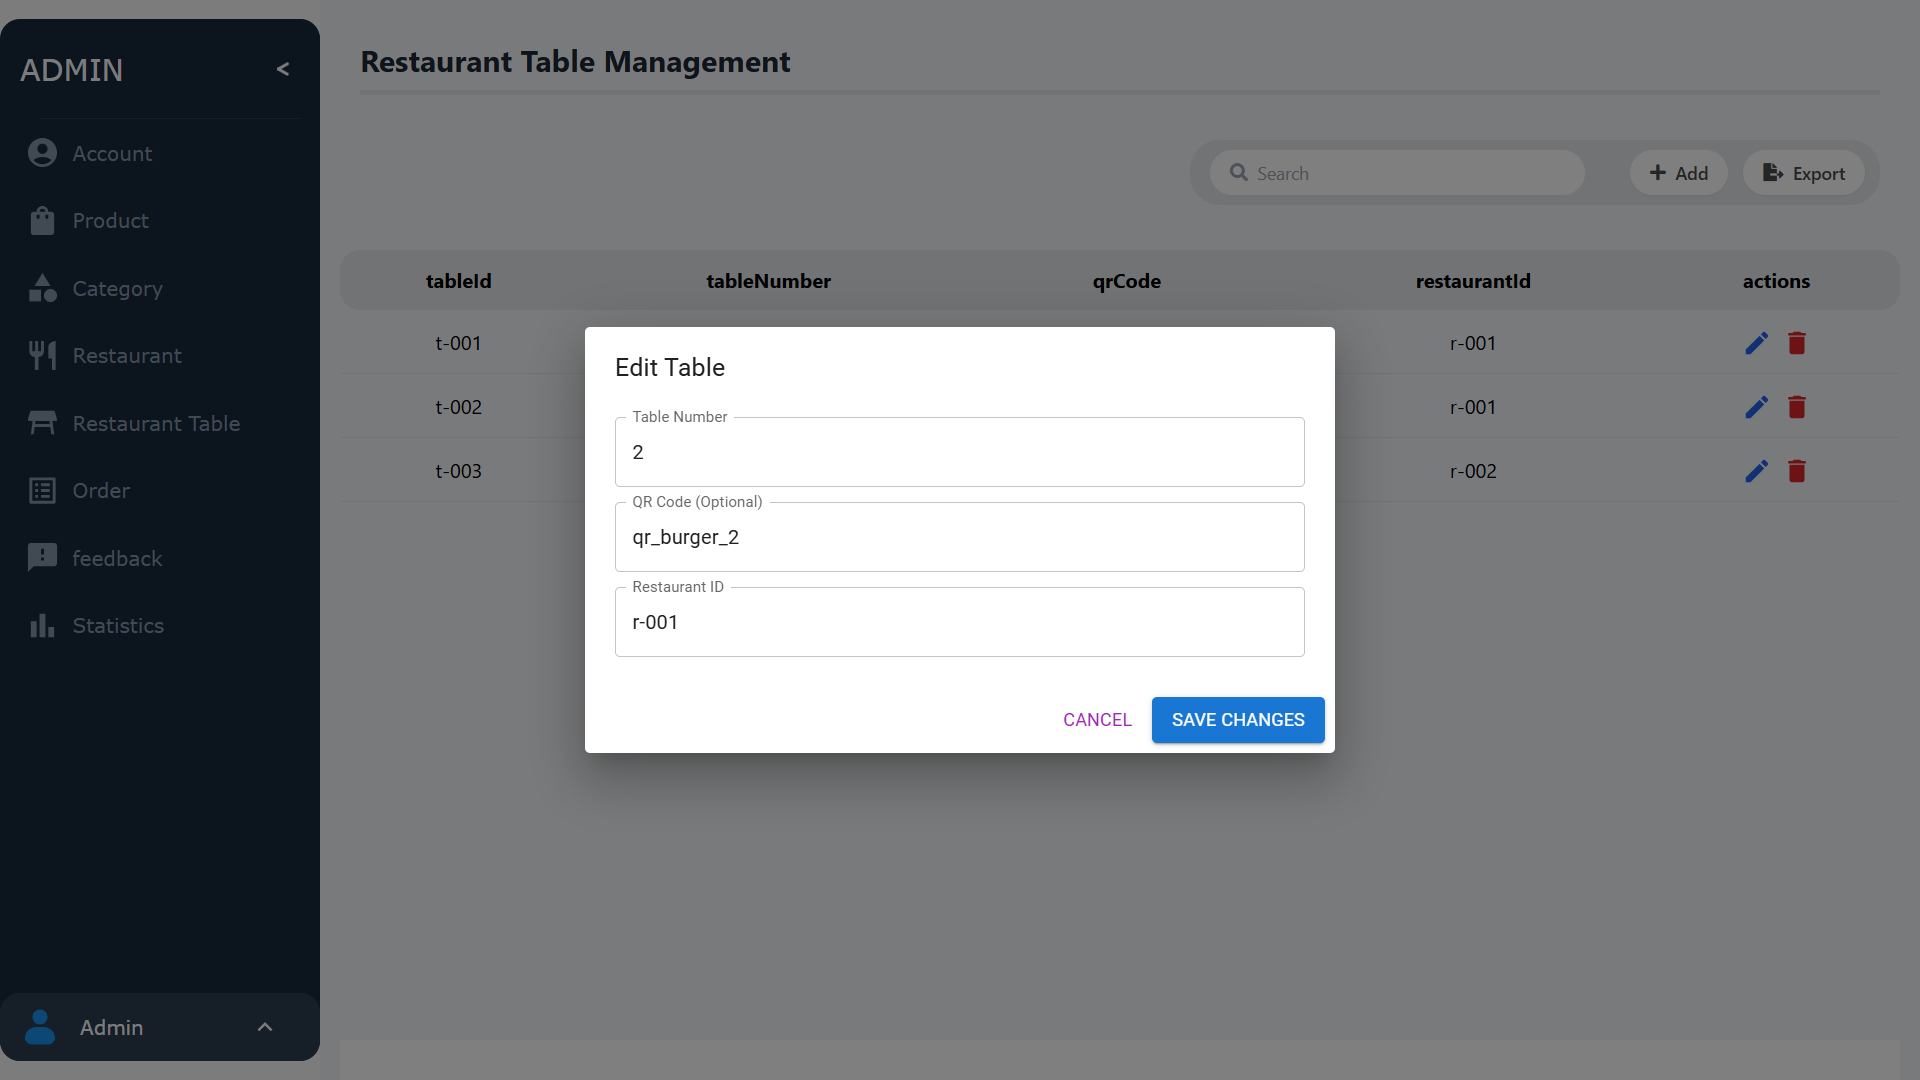 ADMIN
<
Account
Product
Category
Restaurant
Restaurant Table
Order
feedback
Statistics
Admin
Restaurant Table Management
Search
Add
Export
tableId tableNumber qrCode restaurantId actions
t-001 r-001
t-002 r-001
t-003 r-002
Edit Table
Table Number
2
QR Code (Optional)
qr_burger_2
Restaurant ID
r-001
CANCEL SAVE CHANGES